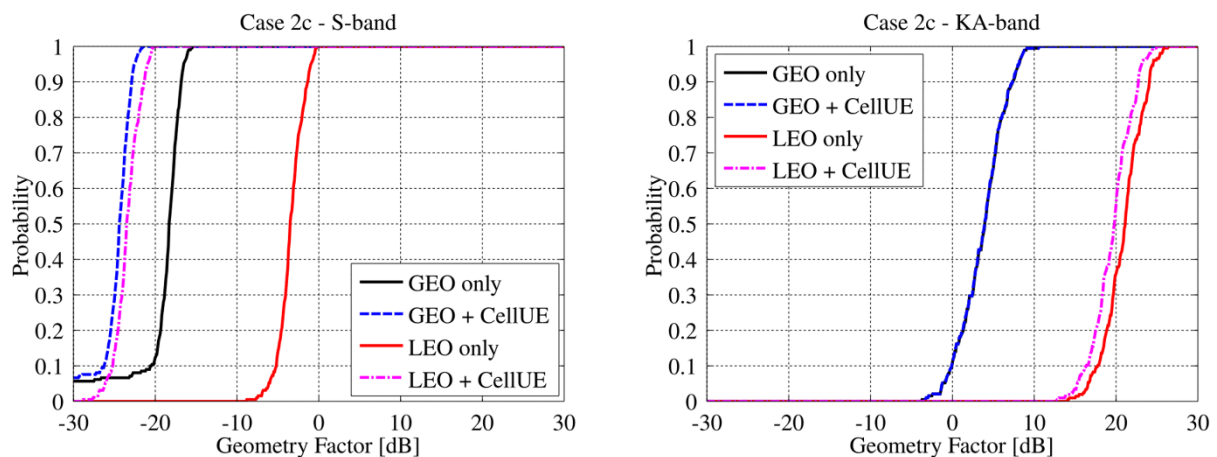 Case 2c - S-band
1
0.9
0.8
0.7
0.6
0.5
0.4
0.3
0.2
0.1
0
Probability
GEO only
GEO + CellUE
LEO only
LEO + CellUE
-30 -20 -10 0 10 20 30
Geometry Factor [dB]
Case 2c - KA-band
1
0.9
0.8
0.7
0.6
0.5
0.4
0.3
0.2
0.1
0
Probability
GEO only
GEO + CellUE
LEO only
LEO + CellUE
-30 -20 -10 0 10 20 30
Geometry Factor [dB]